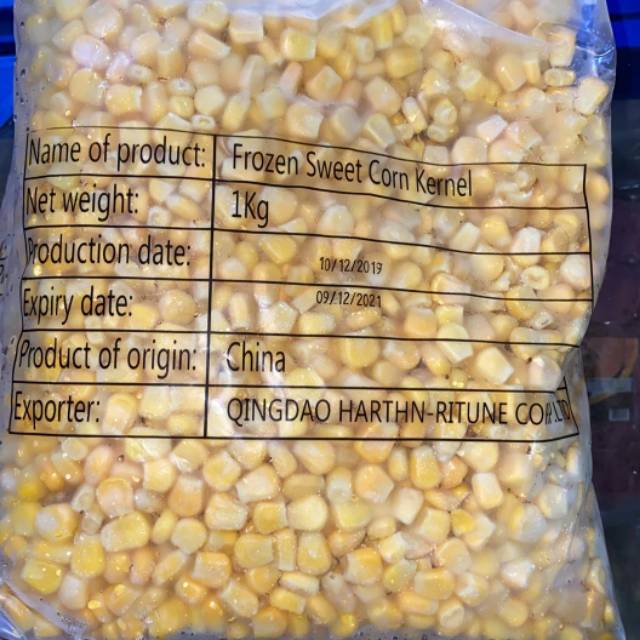 Name of product: Frozen Sweet Corn Kernel
Net weight: 1Kg
Production date: 10/12/2019
Expiry date: 09/12/2021
Product of origin: China
Exporter: QINGDAO HARTHN-RITUNE